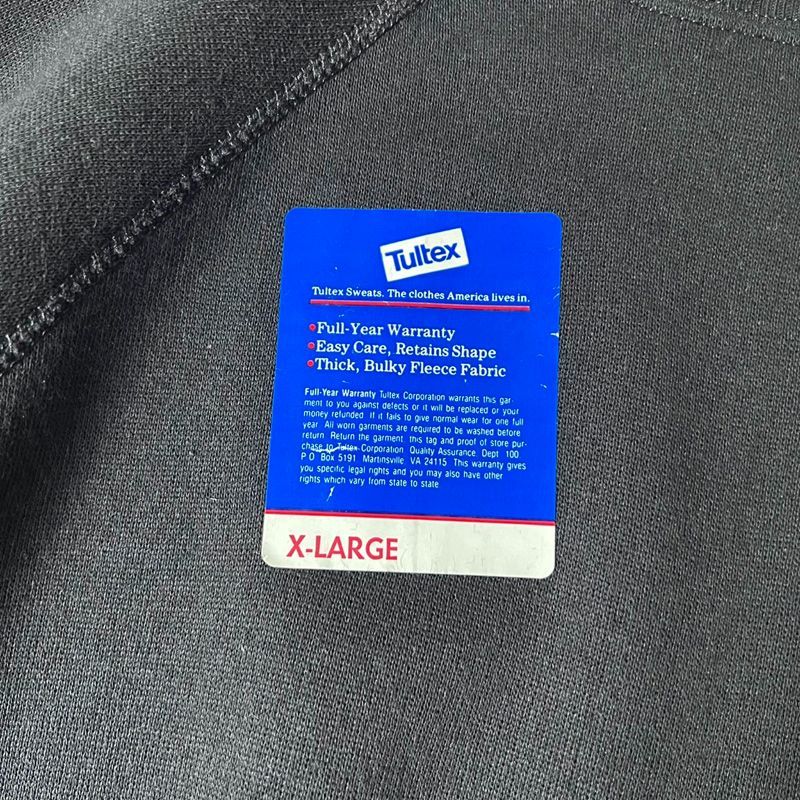 Tultex
Tultex Sweats. The clothes America lives in.
•Full-Year Warranty
•Easy Care, Retains Shape
•Thick, Bulky Fleece Fabric
Full-Year Warranty Tultex Corporation warrants this gar-
ment to you against defects or it will be replaced or your
money refunded. If it fails to give normal wear for one full
year. All worn garments are required to be washed before
return. Return the garment, this tag and proof of store pur-
chase to Tultex Corporation Quality Assurance, Dept 100
P O Box 5191 Martinsville, VA 24115 This warranty gives
you specific legal rights and you may also have other
rights which vary from state to state
X-LARGE